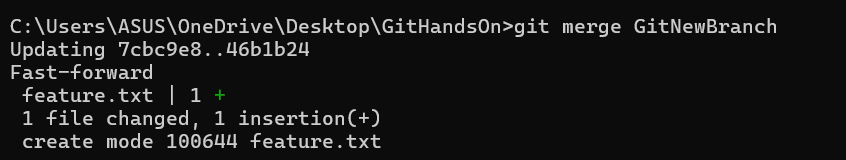 C:\Users\ASUS\OneDrive\Desktop\GitHandsOn>git merge GitNewBranch
Updating 7cbc9e8..46b1b24
Fast-forward
 feature.txt | 1 +
 1 file changed, 1 insertion(+)
 create mode 100644 feature.txt